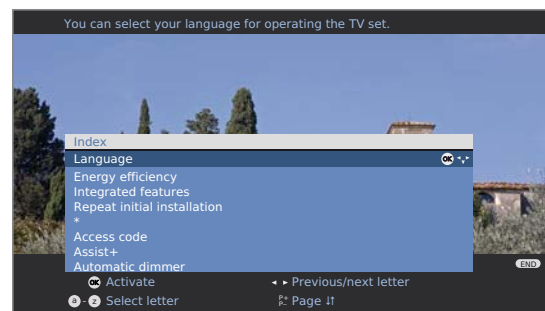 You can select your language for operating the TV set.
Index
Language OK
Energy efficiency
Integrated features
Repeat initial installation
*
Access code
Assist+
Automatic dimmer
END
OK Activate ◂ ▸ Previous/next letter
a - z Select letter P+ P- Page ↓↑